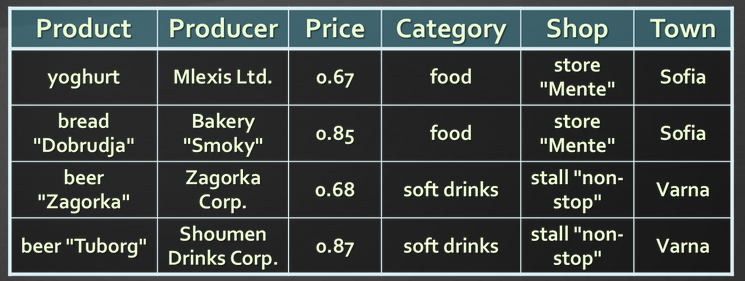 Product Producer Price Category Shop Town
yoghurt Mlexis Ltd. 0.67 food store "Mente" Sofia
bread "Dobrudja" Bakery "Smoky" 0.85 food store "Mente" Sofia
beer "Zagorka" Zagorka Corp. 0.68 soft drinks stall "non-stop" Varna
beer "Tuborg" Shoumen Drinks Corp. 0.87 soft drinks stall "non-stop" Varna